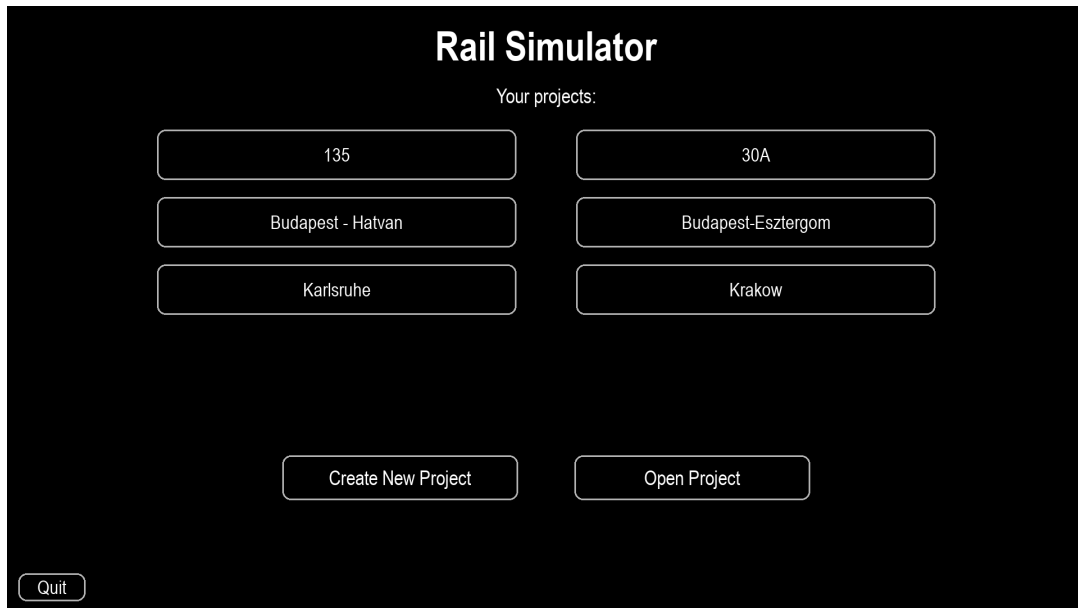 Rail Simulator
Your projects:
135
30A
Budapest - Hatvan
Budapest-Esztergom
Karlsruhe
Krakow
Create New Project
Open Project
Quit